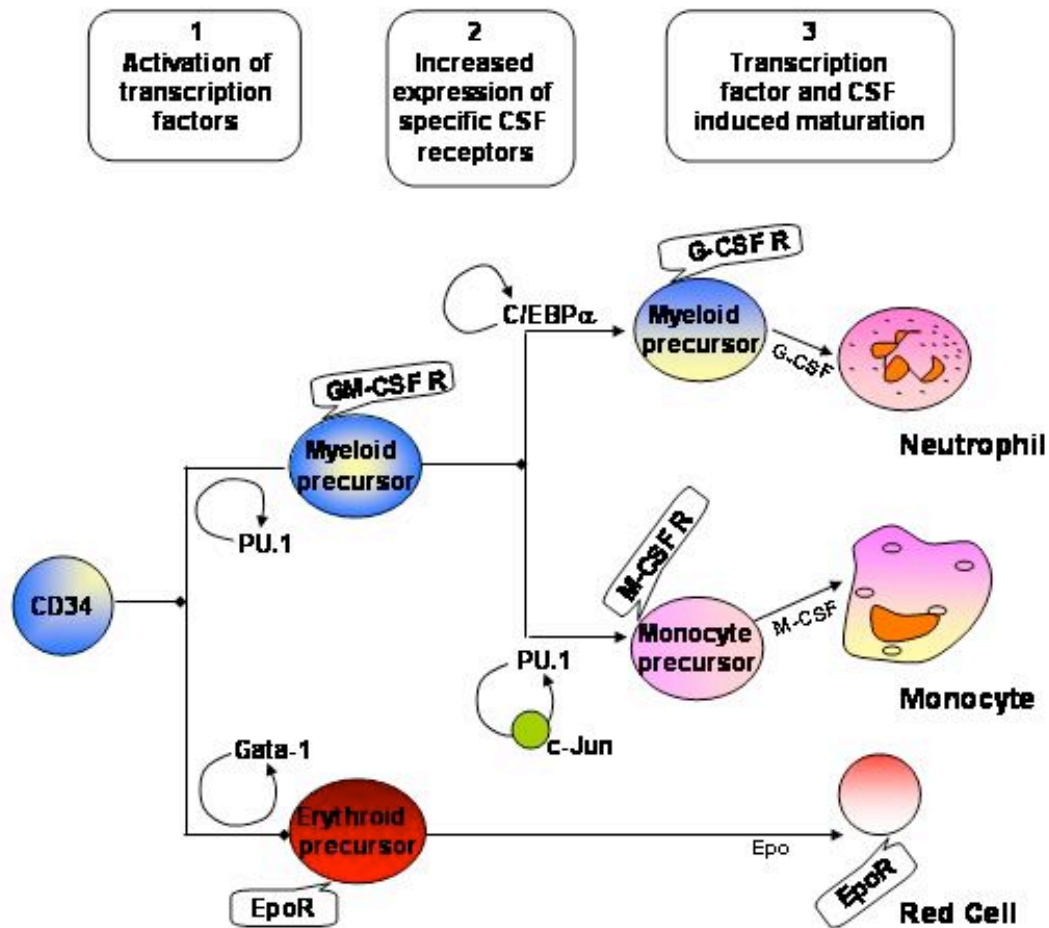 1
Activation of
transcription
factors
2
Increased
expression of
specific CSF
receptors
3
Transcription
factor and CSF
induced maturation
G-CSF R
C/EBPα
Myeloid
precursor
G-CSF
Neutrophil
GM-CSF R
Myeloid
precursor
PU.1
CD34
M-CSF R
Monocyte
precursor
M-CSF
Monocyte
PU.1
c-Jun
Gata-1
Erythroid
precursor
EpoR
Epo
EpoR
Red Cell